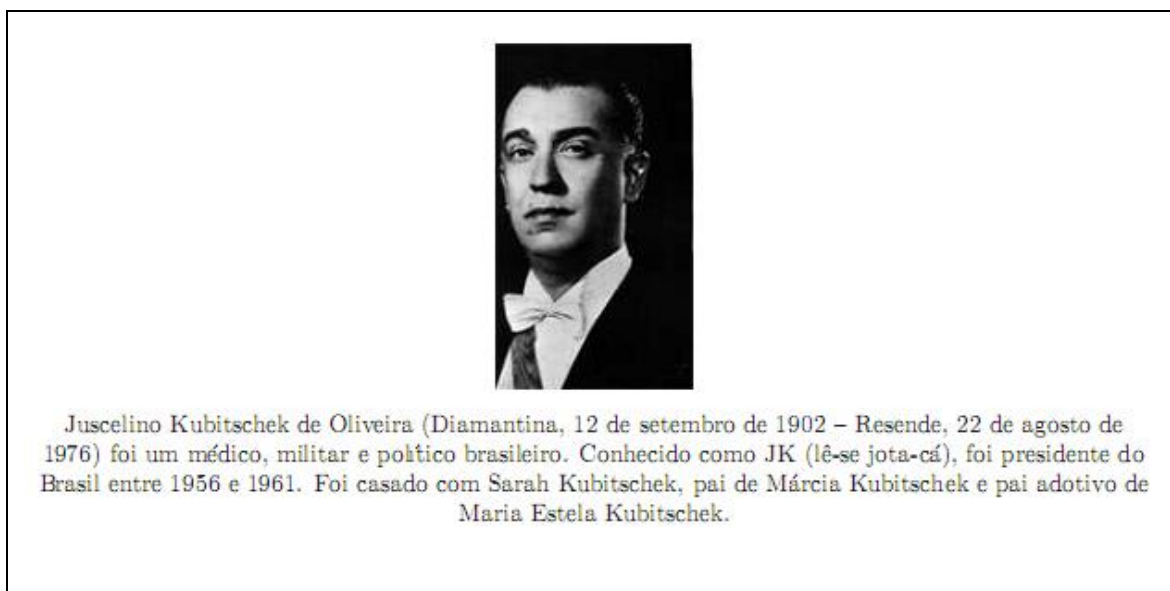 Juscelino Kubitschek de Oliveira (Diamantina, 12 de setembro de 1902 – Resende, 22 de agosto de
1976) foi um médico, militar e político brasileiro. Conhecido como JK (lê-se jota-cá), foi presidente do
Brasil entre 1956 e 1961. Foi casado com Sarah Kubitschek, pai de Márcia Kubitschek e pai adotivo de
Maria Estela Kubitschek.